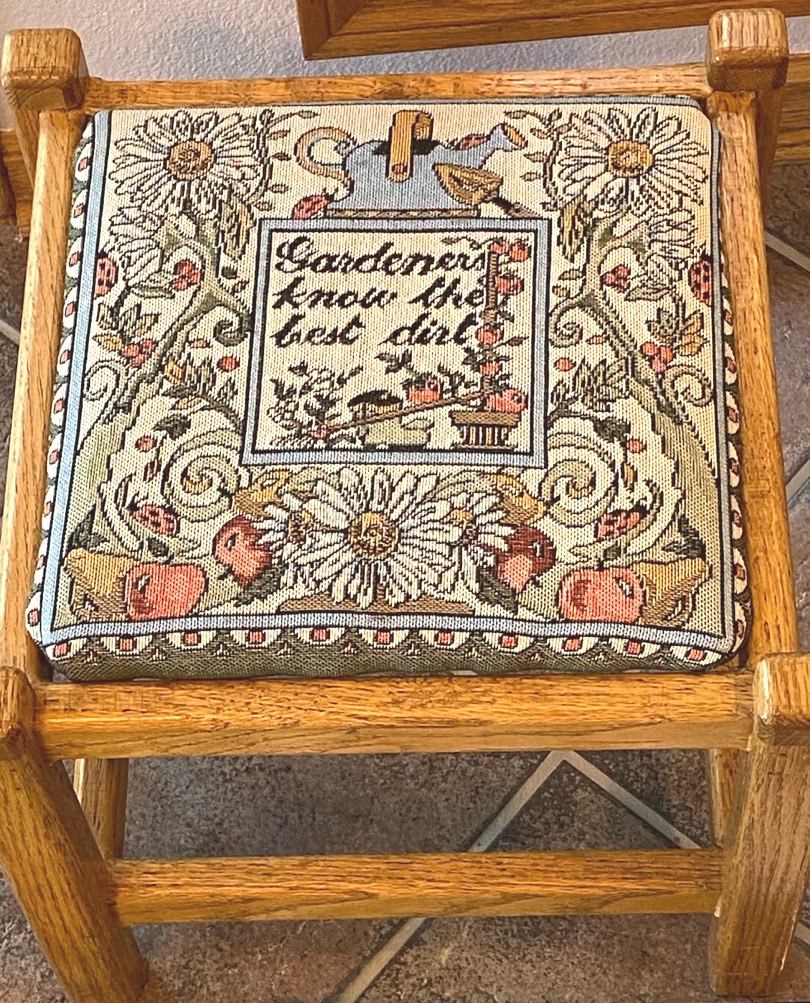 Gardeners
know the
best dirt